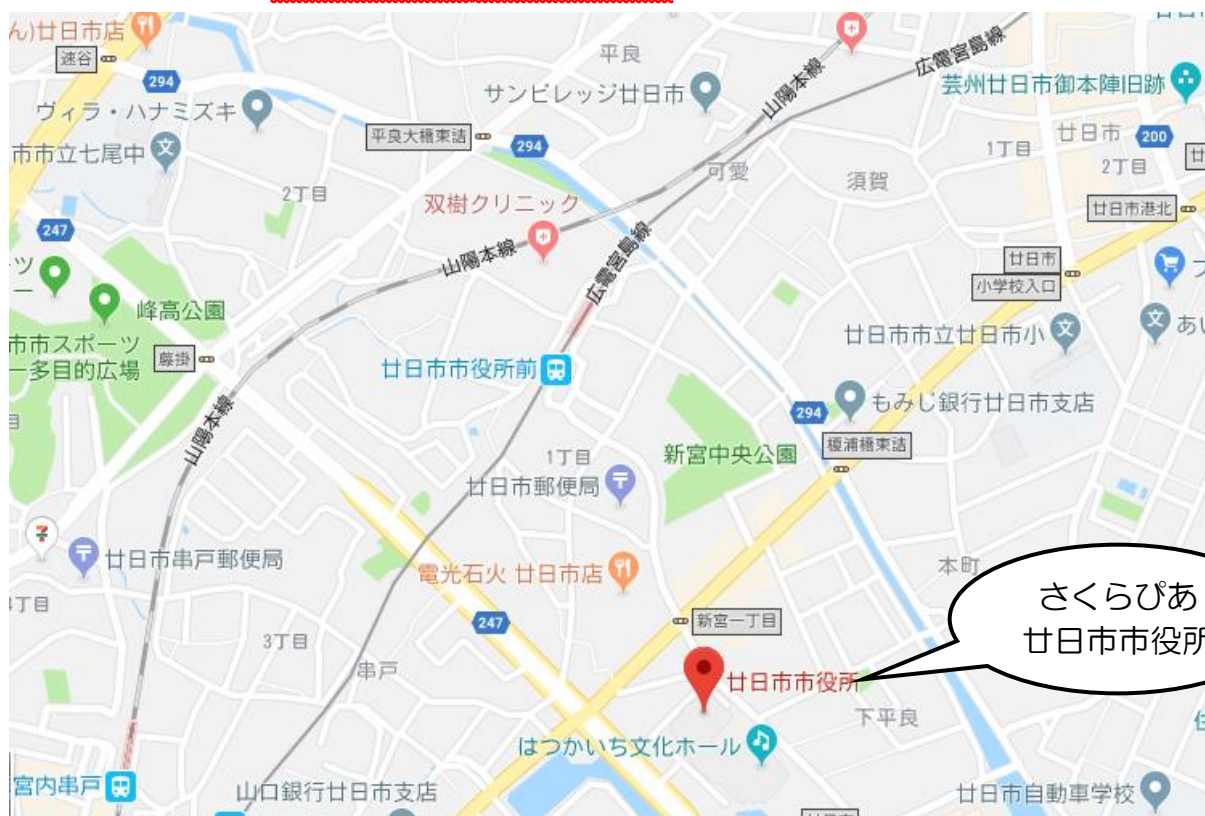 ん)廿日市店
速谷
294
平良
山陽本線
広電宮島線
芸州廿日市御本陣旧跡
ヴィラ・ハナミズキ
サンビレッジ廿日市
平良大橋東詰
294
廿日市
200
1丁目
2丁目
市市立七尾中
2丁目
可愛
須賀
双樹クリニック
廿日市港北
247
山陽本線
広電宮島線
廿日市
小学校入口
峰高公園
市市スポーツ
ー多目的広場
藤掛
廿日市市役所前
廿日市市立廿日市小
あい
山陽本線
294
もみじ銀行廿日市支店
榎浦橋東詰
1丁目
新宮中央公園
廿日市郵便局
廿日市串戸郵便局
電光石火 廿日市店
本町
さくらぴあ
廿日市市役所
丁目
247
新宮一丁目
3丁目
串戸
廿日市市役所
下平良
はつかいち文化ホール
宮内串戸
山口銀行廿日市支店
廿日市自動車学校